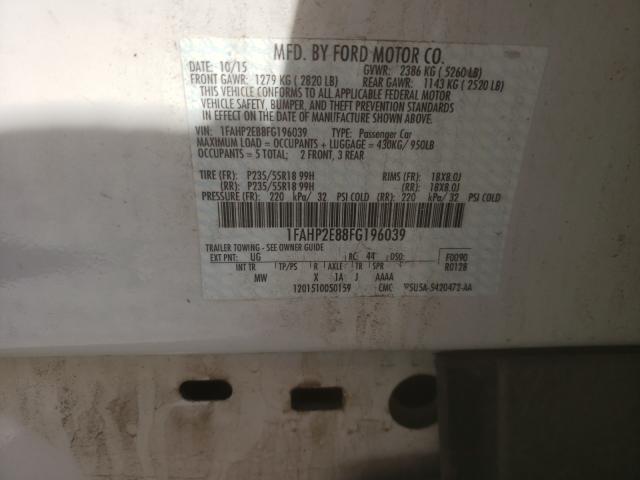 MFD. BY FORD MOTOR CO.
DATE: 10/15 GVWR: 2386 KG ( 5260 LB)
FRONT GAWR: 1279 KG ( 2820 LB) REAR GAWR: 1143 KG ( 2520 LB)
THIS VEHICLE CONFORMS TO ALL APPLICABLE FEDERAL MOTOR
VEHICLE SAFETY, BUMPER, AND THEFT PREVENTION STANDARDS
IN EFFECT ON THE DATE OF MANUFACTURE SHOWN ABOVE.
VIN: 1FAHP2E88FG196039 TYPE: Passenger Car
MAXIMUM LOAD = OCCUPANTS + LUGGAGE = 430KG/ 950LB
OCCUPANTS = 5 TOTAL; 2 FRONT, 3 REAR
TIRE (FR): P235/55R18 99H RIMS (FR): 18X8.0J
(RR): P235/55R18 99H (RR): 18X8.0J
PRESSURE (FR): 220 kPa/ 32 PSI COLD (RR): 220 kPa/ 32 PSI COLD
1FAHP2E88FG196039
TRAILER TOWING - SEE OWNER GUIDE
EXT PNT: UG RC: 44 DSO: F0090
R0128
INT TR TP/PS R AXLE TR SPR
MW X JA J AAAA
CMC